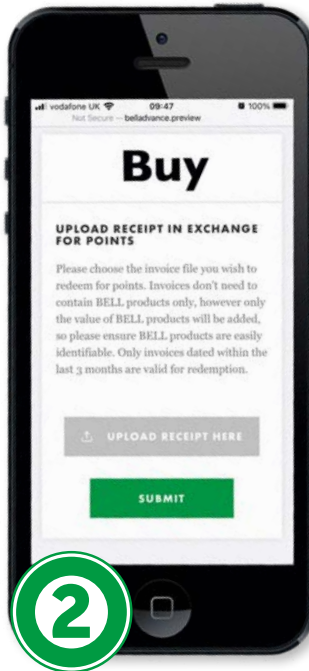 vodafone UK 09:47 100%
Not Secure — belladvance.preview
Buy
UPLOAD RECEIPT IN EXCHANGE
FOR POINTS
Please choose the invoice file you wish to
redeem for points. Invoices don't need to
contain BELL products only, however only
the value of BELL products will be added,
so please ensure BELL products are easily
identifiable. Only invoices dated within the
last 3 months are valid for redemption.
UPLOAD RECEIPT HERE
SUBMIT
2